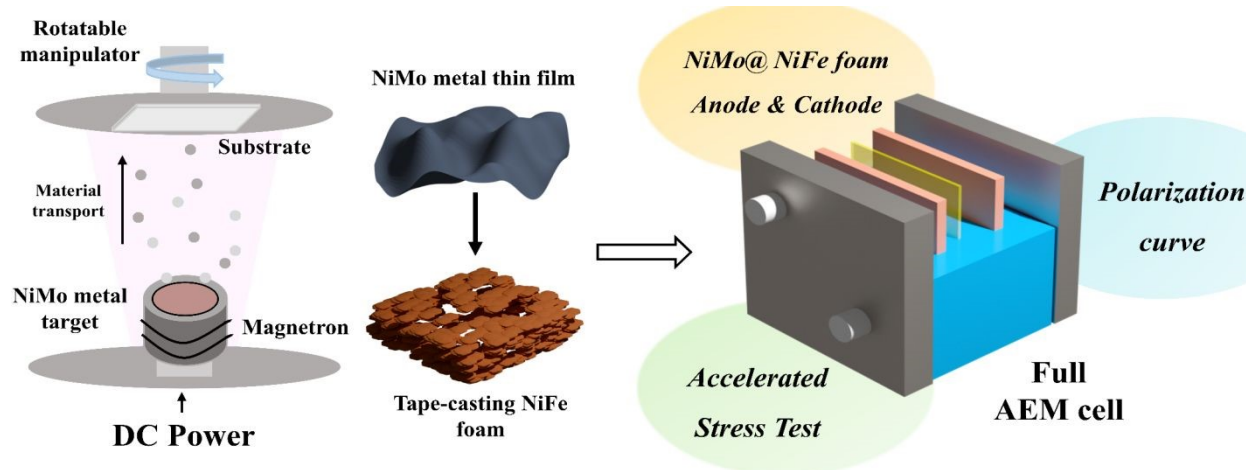 Rotatable
manipulator
Substrate
Material
transport
NiMo metal
target
Magnetron
DC Power
NiMo metal thin film
Tape-casting NiFe
foam
NiMo@ NiFe foam
Anode & Cathode
Polarization
curve
Accelerated
Stress Test
Full
AEM cell